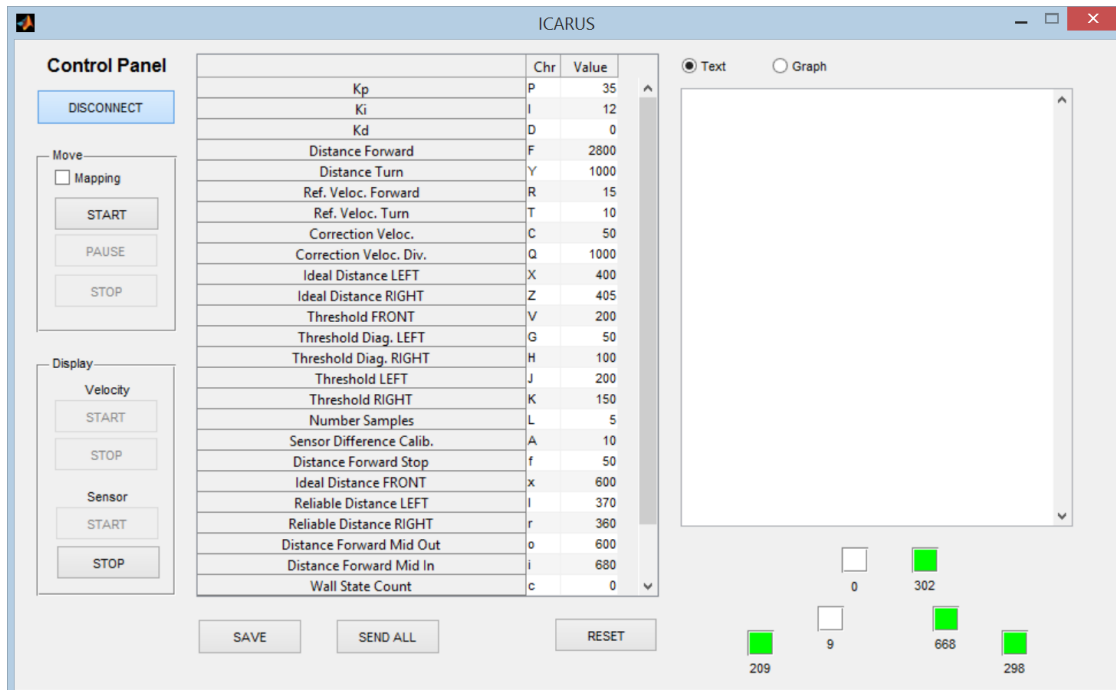 ICARUS
Control Panel
DISCONNECT
Move
Mapping
START
PAUSE
STOP
Display
Velocity
START
STOP
Sensor
START
STOP
Chr Value
Kp P 35
Ki I 12
Kd D 0
Distance Forward F 2800
Distance Turn Y 1000
Ref. Veloc. Forward R 15
Ref. Veloc. Turn T 10
Correction Veloc. C 50
Correction Veloc. Div. Q 1000
Ideal Distance LEFT X 400
Ideal Distance RIGHT Z 405
Threshold FRONT V 200
Threshold Diag. LEFT G 50
Threshold Diag. RIGHT H 100
Threshold LEFT J 200
Threshold RIGHT K 150
Number Samples L 5
Sensor Difference Calib. A 10
Distance Forward Stop f 50
Ideal Distance FRONT x 600
Reliable Distance LEFT l 370
Reliable Distance RIGHT r 360
Distance Forward Mid Out o 600
Distance Forward Mid In i 680
Wall State Count c 0
SAVE SEND ALL RESET
Text Graph
0 302
9 668
209 298